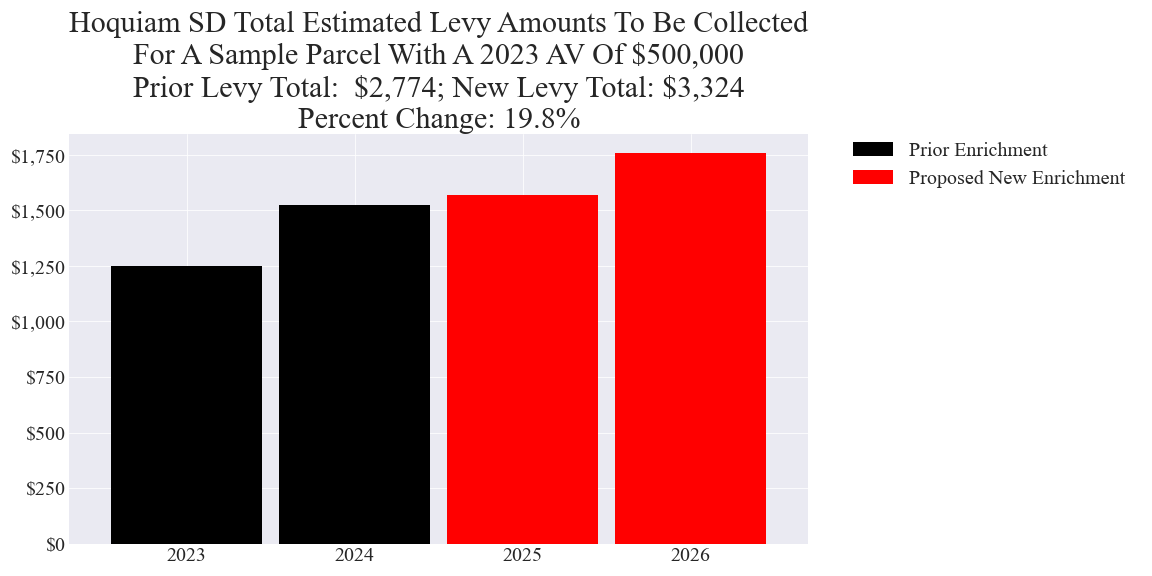 Hoquiam SD Total Estimated Levy Amounts To Be Collected
For A Sample Parcel With A 2023 AV Of $500,000
Prior Levy Total:  $2,774; New Levy Total: $3,324
Percent Change: 19.8%
Prior Enrichment
Proposed New Enrichment
$1,750
$1,500
$1,250
$1,000
$750
$500
$250
$0
2023 2024 2025 2026